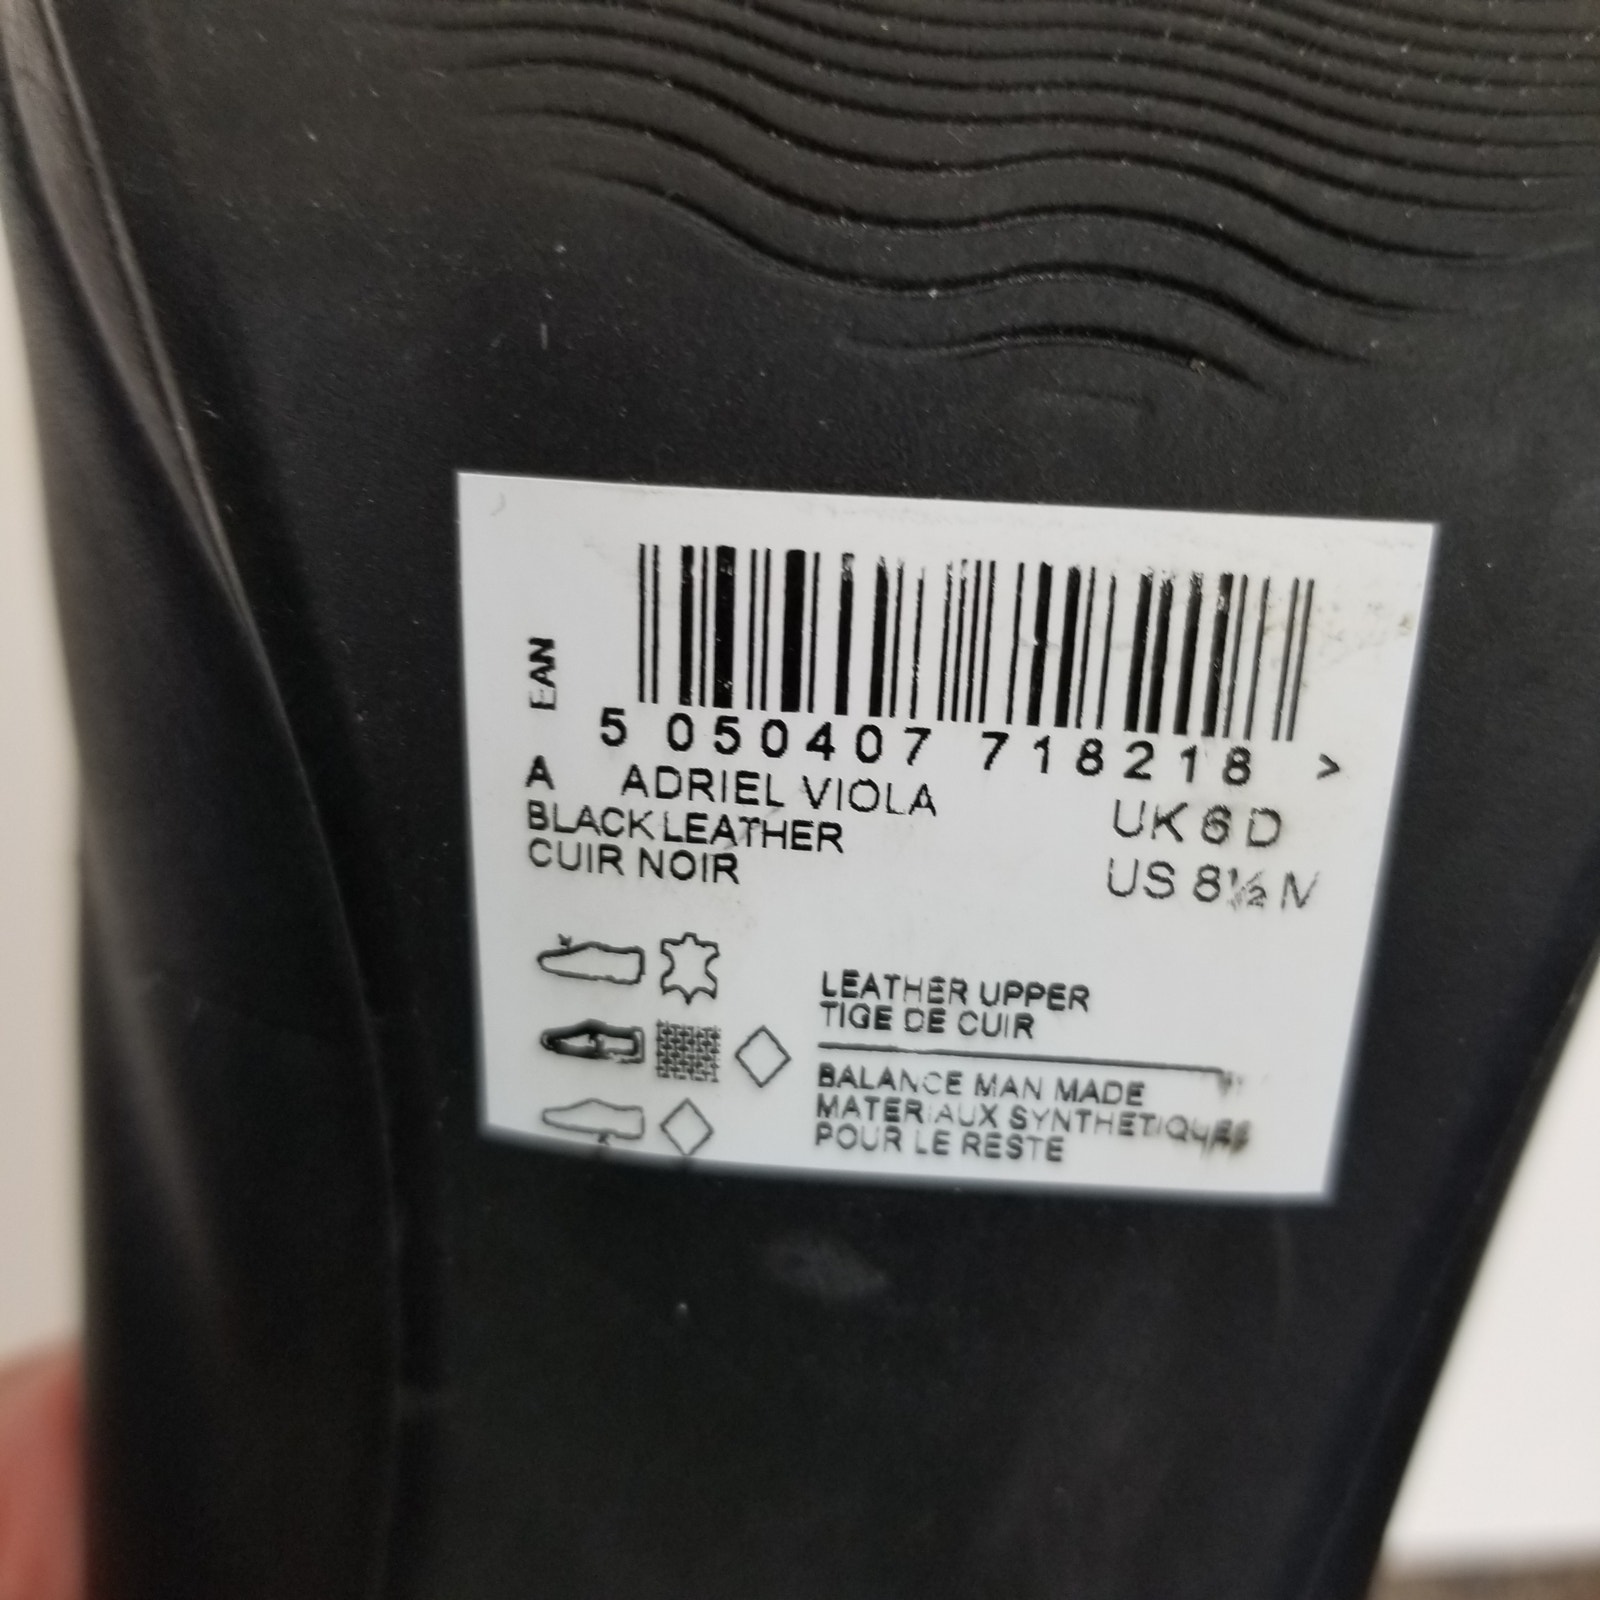 EAN
5 050407 718218 >
A ADRIEL VIOLA
BLACK LEATHER
CUIR NOIR
UK 6 D
US 8½ M
LEATHER UPPER
TIGE DE CUIR
BALANCE MAN MADE
MATERIAUX SYNTHETIQUES
POUR LE RESTE